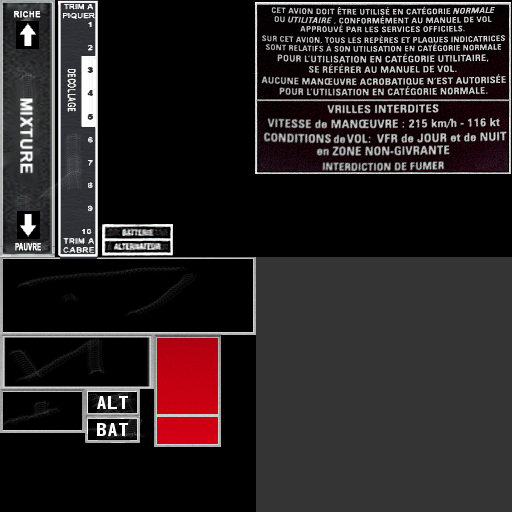 RICHE
MIXTURE
PAUVRE
TRIM A
PIQUER
1
2
3
4
5
6
7
8
9
10
DECOLLAGE
TRIM A
CABRE
BATTERIE
ALTERNATEUR
CET AVION DOIT ÊTRE UTILISÉ EN CATÉGORIE NORMALE
OU UTILITAIRE, CONFORMÉMENT AU MANUEL DE VOL
APPROUVÉ PAR LES SERVICES OFFICIELS.
SUR CET AVION, TOUS LES REPÈRES ET PLAQUES INDICATRICES
SONT RELATIFS A SON UTILISATION EN CATÉGORIE NORMALE
POUR L'UTILISATION EN CATÉGORIE UTILITAIRE,
SE RÉFÉRER AU MANUEL DE VOL.
AUCUNE MANŒUVRE ACROBATIQUE N'EST AUTORISÉE
POUR L'UTILISATION EN CATÉGORIE NORMALE.
VRILLES INTERDITES
VITESSE de MANŒUVRE : 215 km/h - 116 kt
CONDITIONS de VOL: VFR de JOUR et de NUIT
en ZONE NON-GIVRANTE
INTERDICTION DE FUMER
ALT
BAT